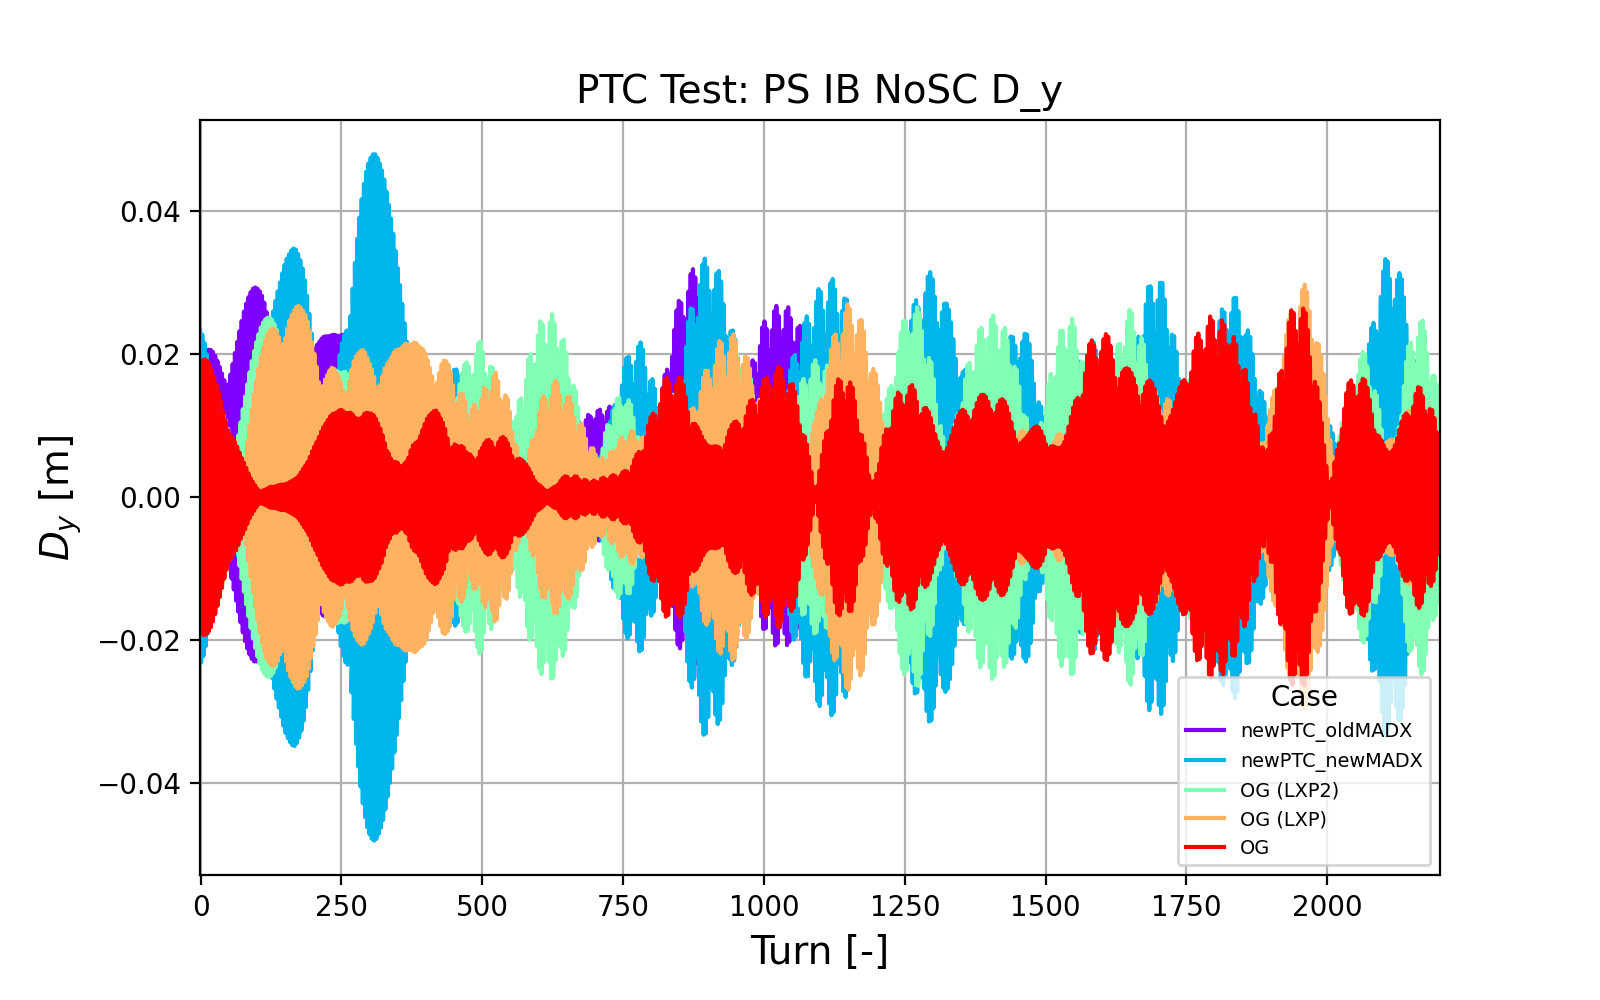 PTC Test: PS IB NoSC D_y
D_y [m]
0.04
0.02
0.00
−0.02
−0.04
0 250 500 750 1000 1250 1500 1750 2000
Turn [-]
Case
newPTC_oldMADX
newPTC_newMADX
OG (LXP2)
OG (LXP)
OG